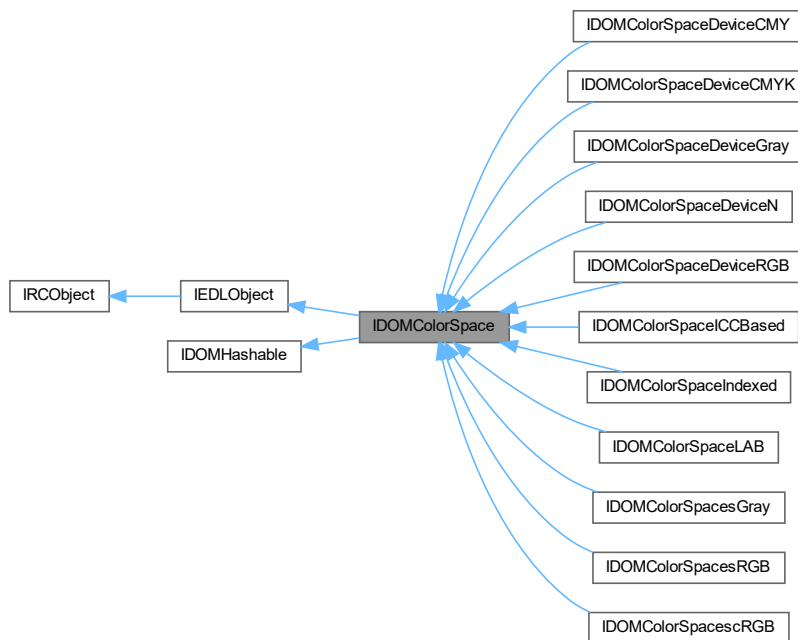 IDOMColorSpaceDeviceCMY
IDOMColorSpaceDeviceCMYK
IDOMColorSpaceDeviceGray
IDOMColorSpaceDeviceN
IDOMColorSpaceDeviceRGB
IRCObject
IEDLObject
IDOMColorSpace
IDOMColorSpaceICCBased
IDOMHashable
IDOMColorSpaceIndexed
IDOMColorSpaceLAB
IDOMColorSpacesGray
IDOMColorSpacesRGB
IDOMColorSpacescRGB